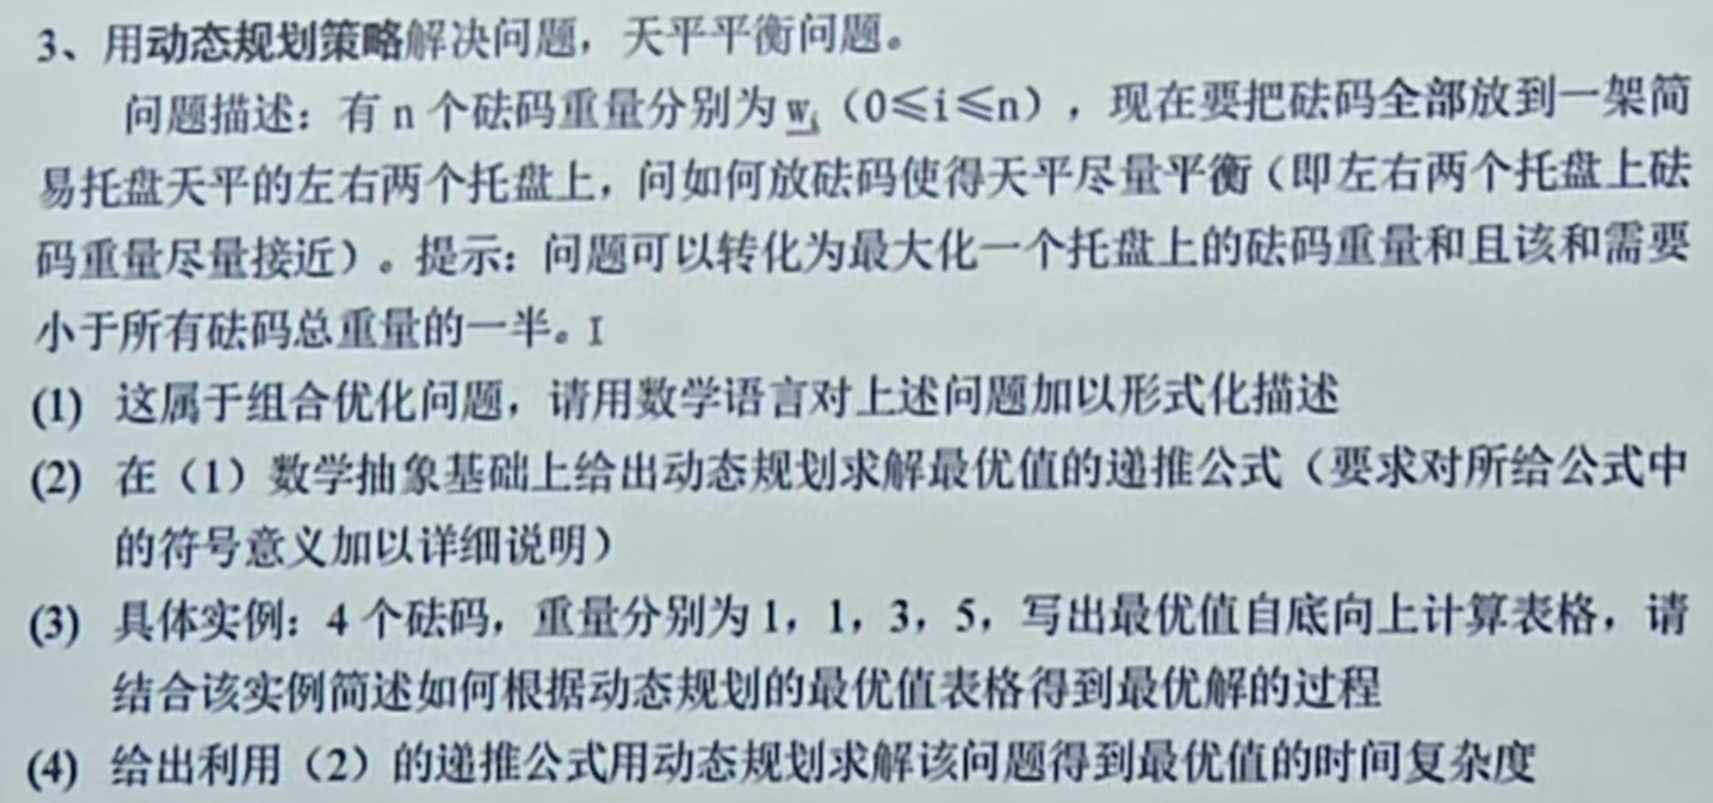 3、用动态规划策略解决问题，天平平衡问题。
问题描述：有 n 个砝码重量分别为 wᵢ（0≤i≤n），现在要把砝码全部放到一架简
易托盘天平的左右两个托盘上，问如何放砝码使得天平尽量平衡（即左右两个托盘上砝
码重量尽量接近）。提示：问题可以转化为最大化一个托盘上的砝码重量和且该和需要
小于所有砝码总重量的一半。
(1) 这属于组合优化问题，请用数学语言对上述问题加以形式化描述
(2) 在（1）数学抽象基础上给出动态规划求解最优值的递推公式（要求对所给公式中
的符号意义加以详细说明）
(3) 具体实例：4 个砝码，重量分别为 1，1，3，5，写出最优值自底向上计算表格，请
结合该实例简述如何根据动态规划的最优值表格得到最优解的过程
(4) 给出利用（2）的递推公式用动态规划求解该问题得到最优值的时间复杂度